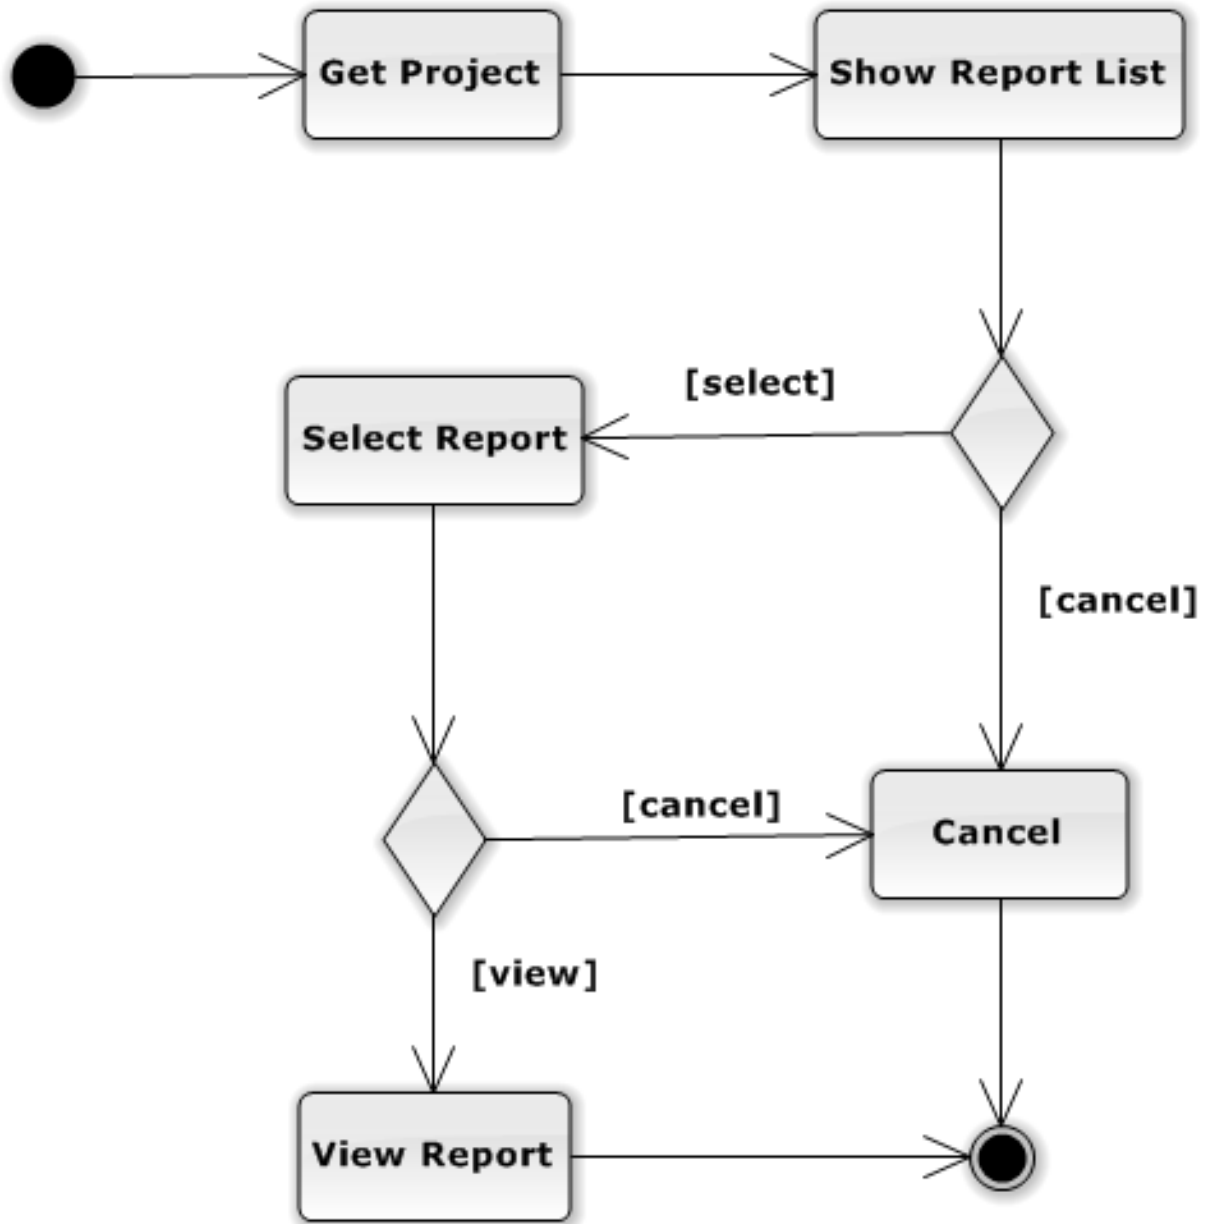 Get Project
Show Report List
[select]
Select Report
[cancel]
[cancel]
Cancel
[view]
View Report